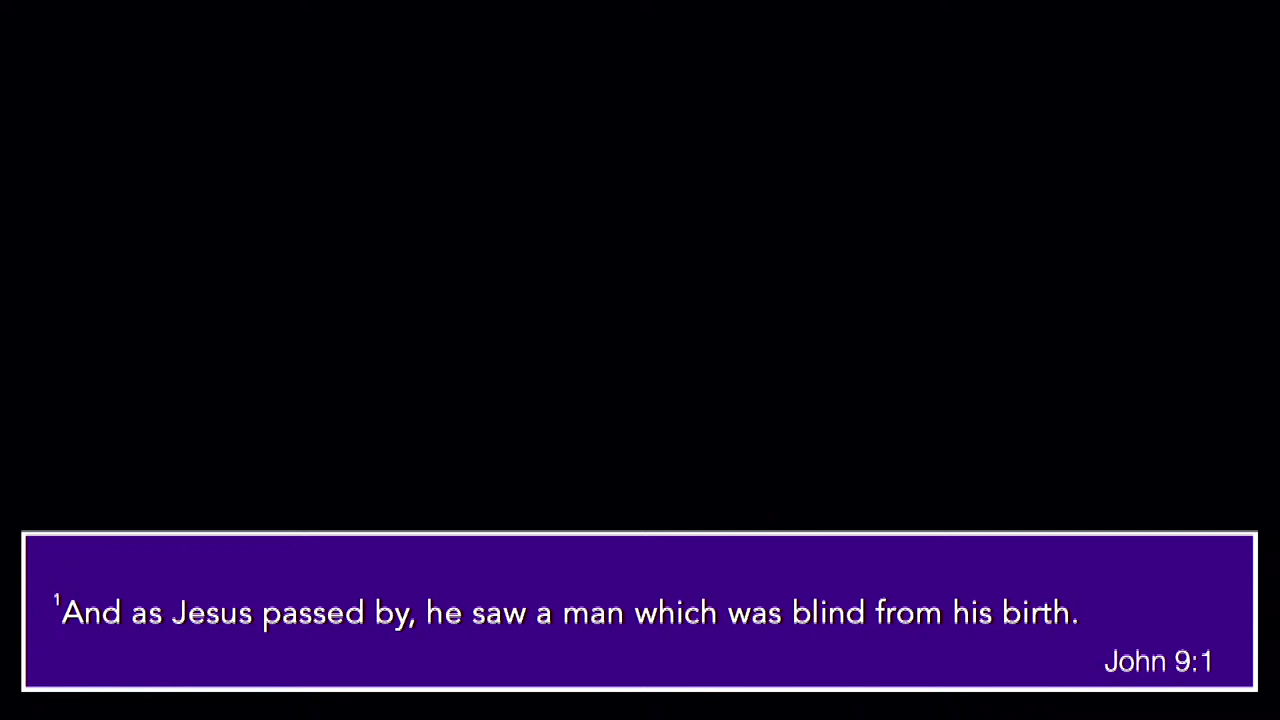 ¹And as Jesus passed by, he saw a man which was blind from his birth.
John 9:1